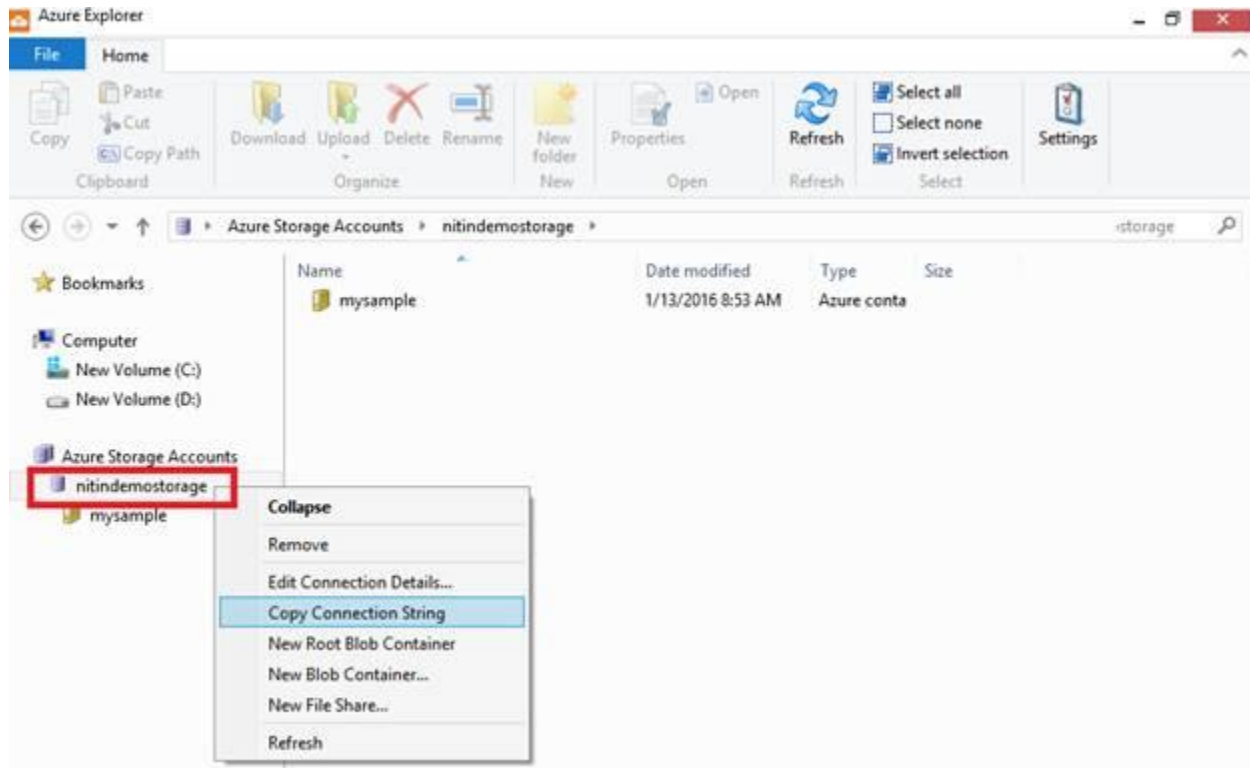 Azure Explorer
File Home
Copy
Paste
Cut
Copy Path
Clipboard
Download Upload Delete Rename
Organize
New folder
New
Properties
Open
Open
Refresh
Refresh
Select all
Select none
Invert selection
Select
Settings
Azure Storage Accounts nitindemostorage
storage
Bookmarks
Computer
New Volume (C:)
New Volume (D:)
Azure Storage Accounts
nitindemostorage
mysample
Name Date modified Type Size
mysample 1/13/2016 8:53 AM Azure conta
Collapse
Remove
Edit Connection Details...
Copy Connection String
New Root Blob Container
New Blob Container...
New File Share...
Refresh